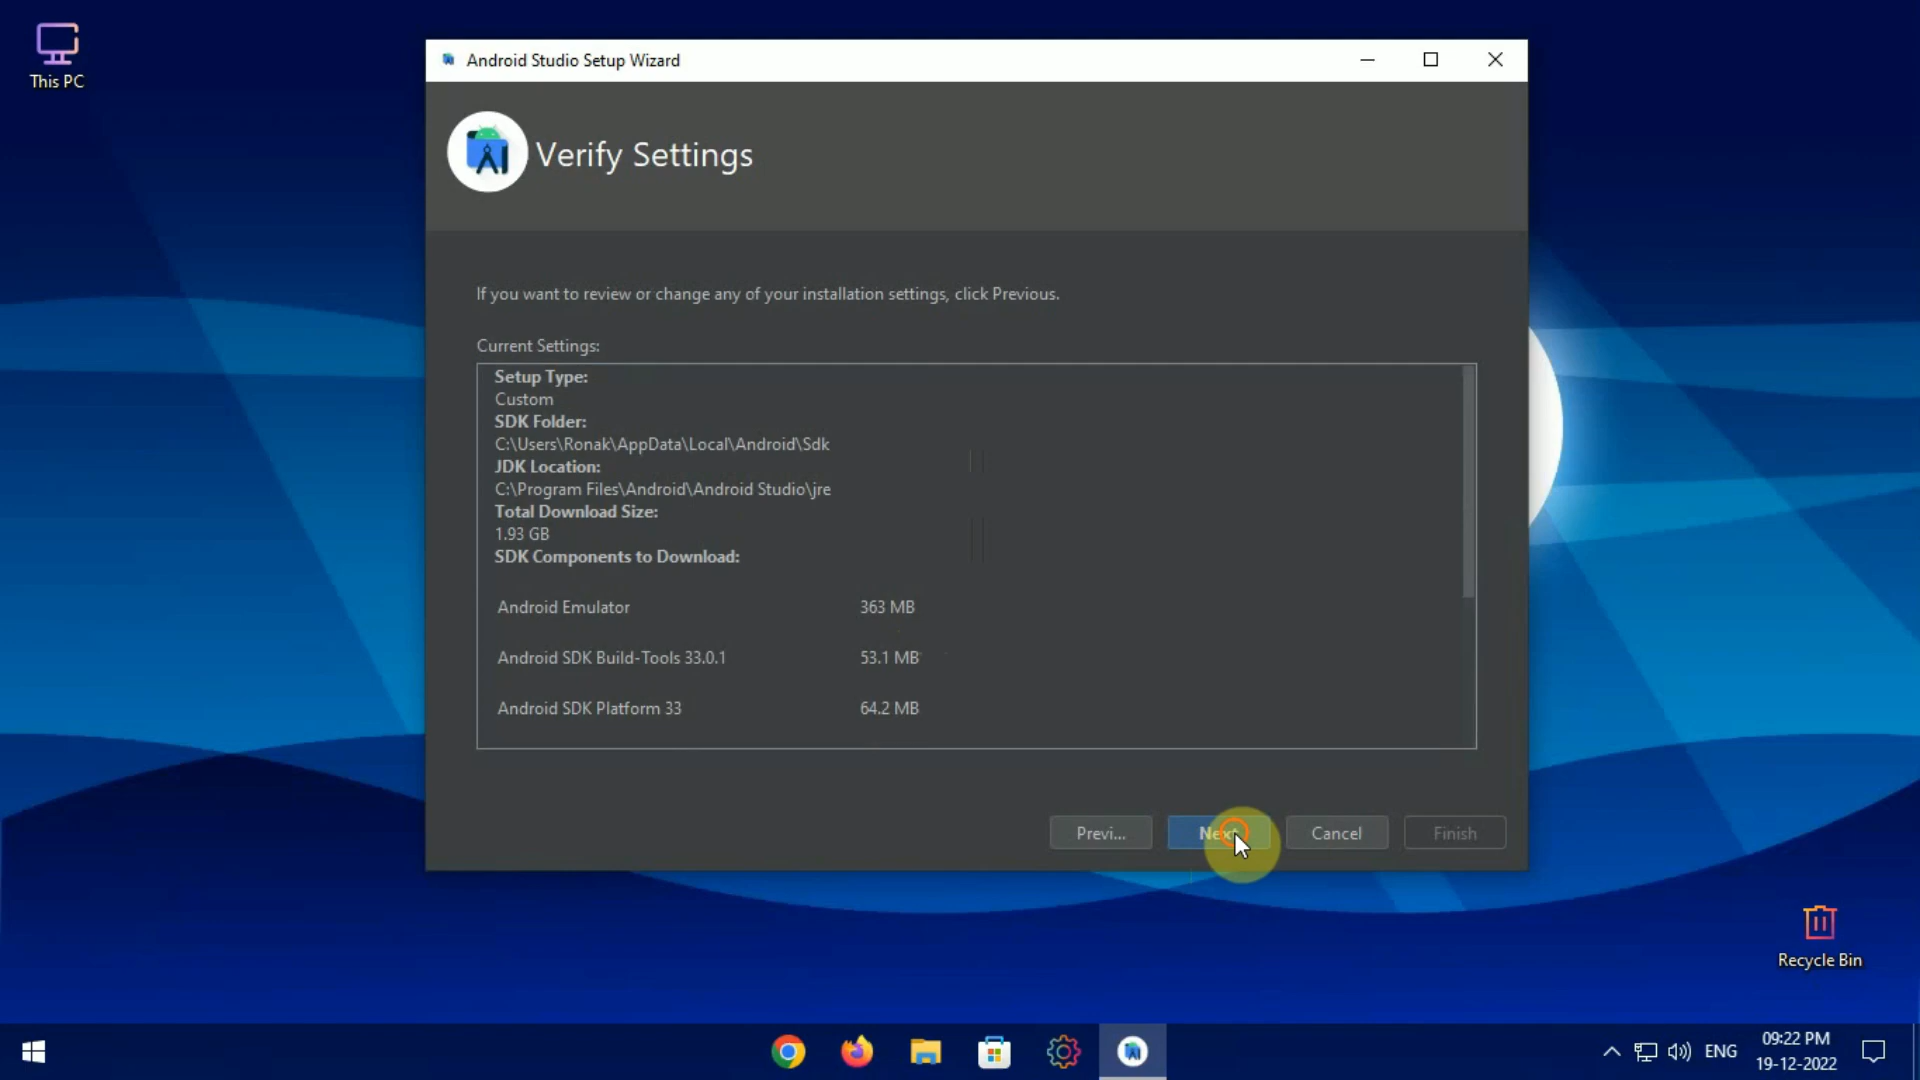 This PC
Android Studio Setup Wizard
Verify Settings
If you want to review or change any of your installation settings, click Previous.
Current Settings:
Setup Type:
Custom
SDK Folder:
C:\Users\Ronak\AppData\Local\Android\Sdk
JDK Location:
C:\Program Files\Android\Android Studio\jre
Total Download Size:
1.93 GB
SDK Components to Download:
Android Emulator 363 MB
Android SDK Build-Tools 33.0.1 53.1 MB
Android SDK Platform 33 64.2 MB
Previ... Next Cancel Finish
Recycle Bin
ENG
09:22 PM
19-12-2022